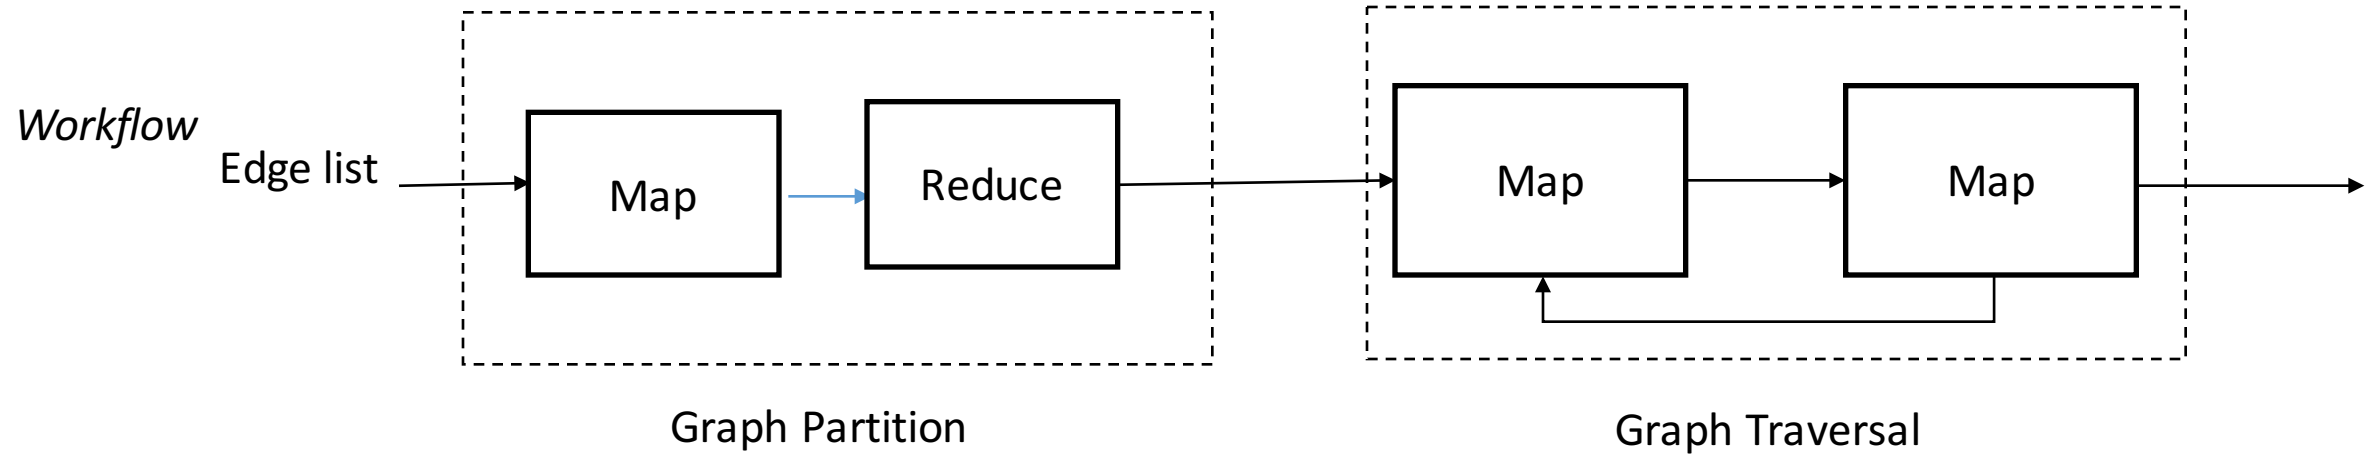 Workflow
Edge list
Map
Reduce
Map
Map
Graph Partition
Graph Traversal